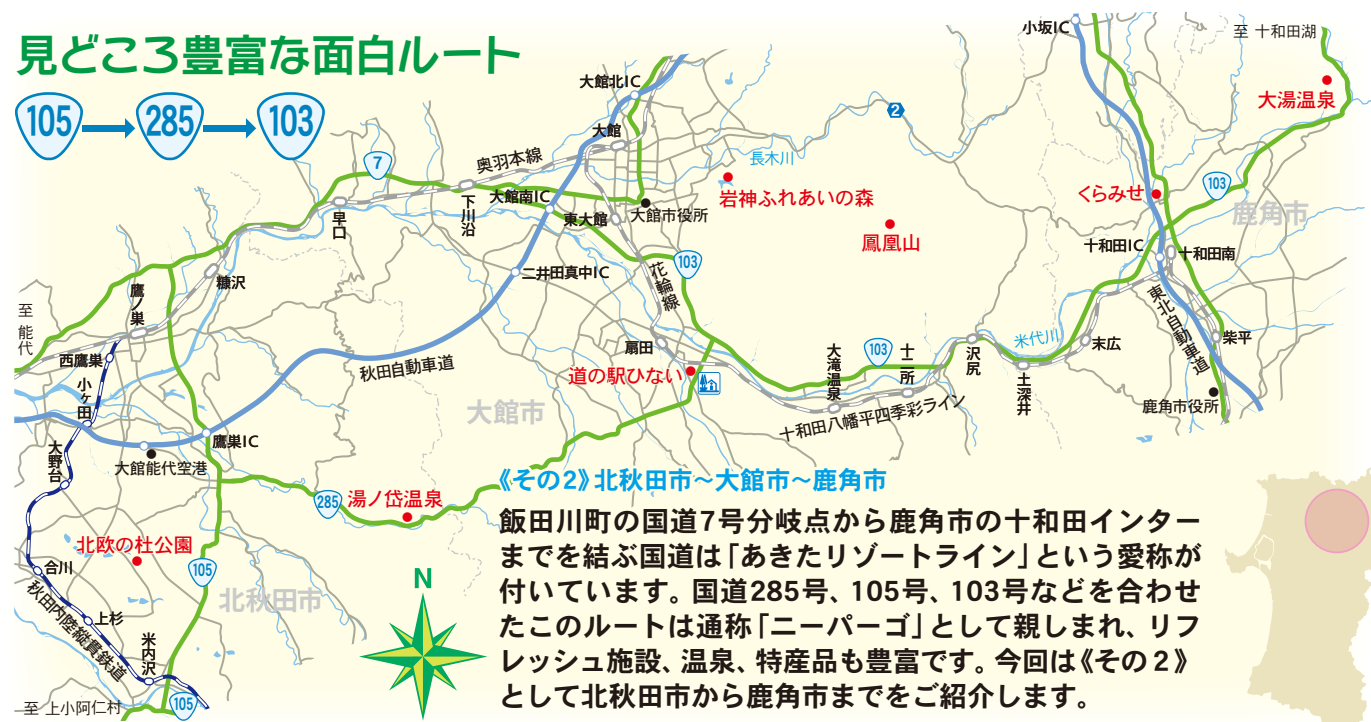 見どころ豊富な面白ルート
105 285 103
小坂IC
至 十和田湖
大湯温泉
大館北IC
大館
2
長木川
奥羽本線
7
岩神ふれあいの森
くらみせ
103
鹿角市
早口
下川沿
大館南IC
東大館
大館市役所
鳳凰山
十和田IC
十和田南
103
二井田真中IC
花輪線
糠沢
鷹ノ巣
至 能代
東北自動車道
米代川
末広
柴平
西鷹巣
秋田自動車道
扇田
道の駅ひない
大滝温泉
103
十二所
沢尻
土深井
小ヶ田
大館市
十和田八幡平四季彩ライン
鹿角市役所
大野台
鷹巣IC
大館能代空港
285
湯ノ岱温泉
北欧の杜公園
合川
105
北秋田市
秋田内陸縦貫鉄道
上杉
米内沢
至 上小阿仁村
105
N
《その2》北秋田市〜大館市〜鹿角市
飯田川町の国道7号分岐点から鹿角市の十和田インター
までを結ぶ国道は「あきたリゾートライン」という愛称が
付いています。国道285号、105号、103号などを合わせ
たこのルートは通称「ニーパーゴ」として親しまれ、リフ
レッシュ施設、温泉、特産品も豊富です。今回は《その2》
として北秋田市から鹿角市までをご紹介します。